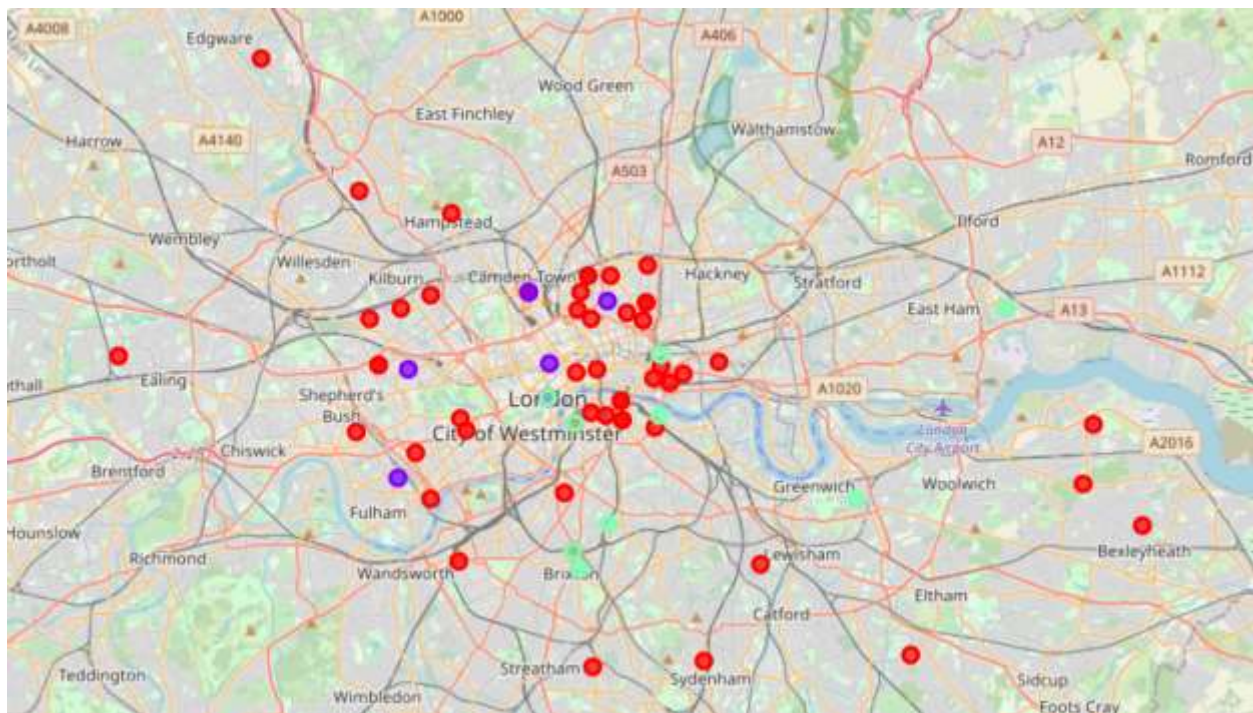 A1000
A4008
A406
Edgware
Wood Green
East Finchley
Walthamstow
Harrow
A4140
A12
Romford
A503
Hampstead
Ilford
Wembley
Willesden
ortholt
Kilburn
Camden Town
Hackney
Stratford
A1112
East Ham
A13
Ealing
A1020
Shepherd's
Bush
London
City of Westminster
London
City Airport
A2016
Chiswick
Brentford
Greenwich
Woolwich
Fulham
Hounslow
Richmond
Lewisham
Bexleyheath
Wandsworth
Brixton
Eltham
Catford
Teddington
Streatham
Sydenham
Sidcup
Wimbledon
Foots Cray